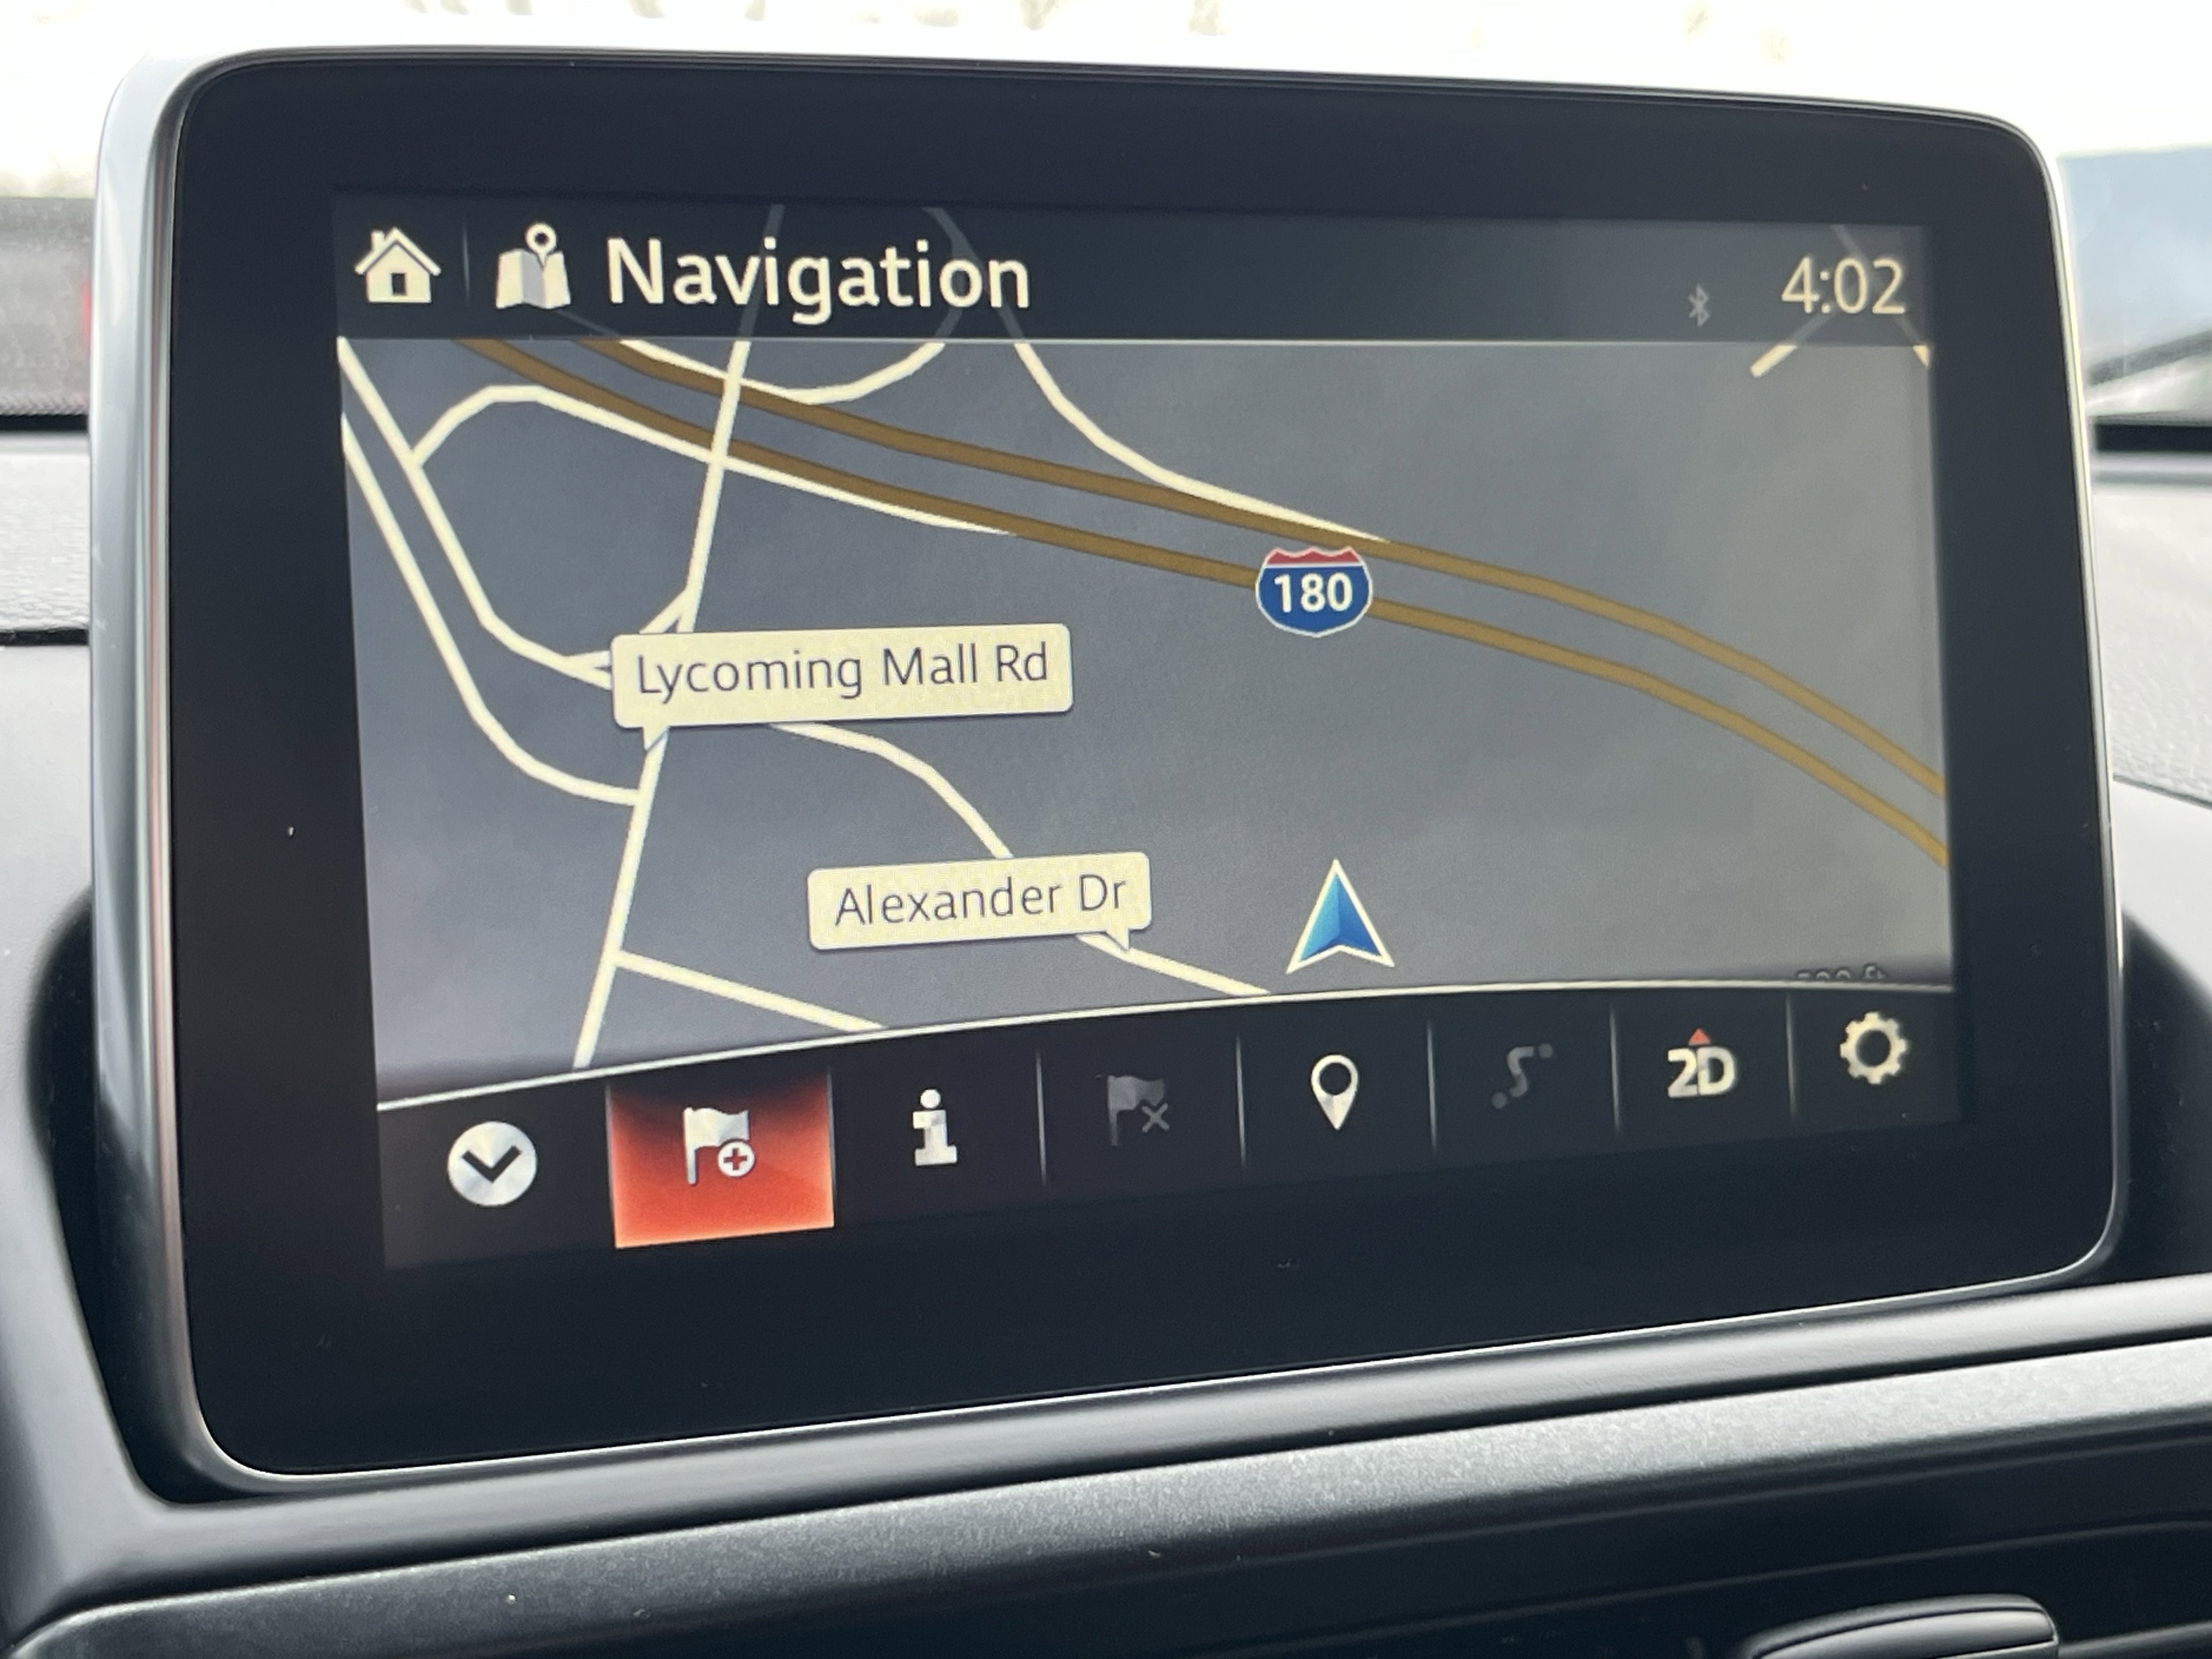 Navigation
4:02
180
Lycoming Mall Rd
Alexander Dr
2D